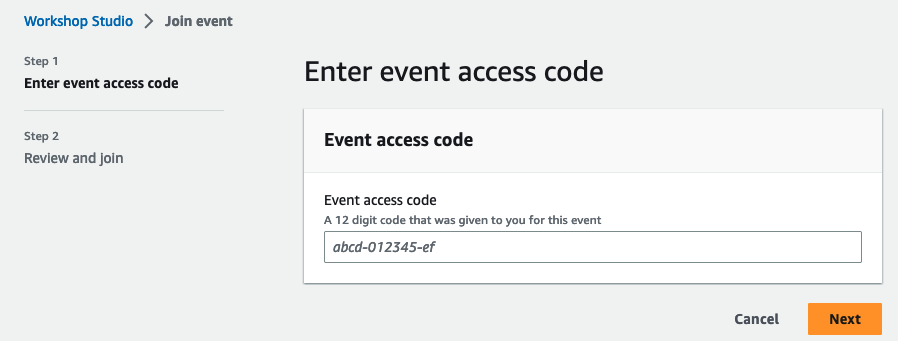 Workshop Studio > Join event
Step 1
Enter event access code
Step 2
Review and join
Enter event access code
Event access code
Event access code
A 12 digit code that was given to you for this event
abcd-012345-ef
Cancel
Next